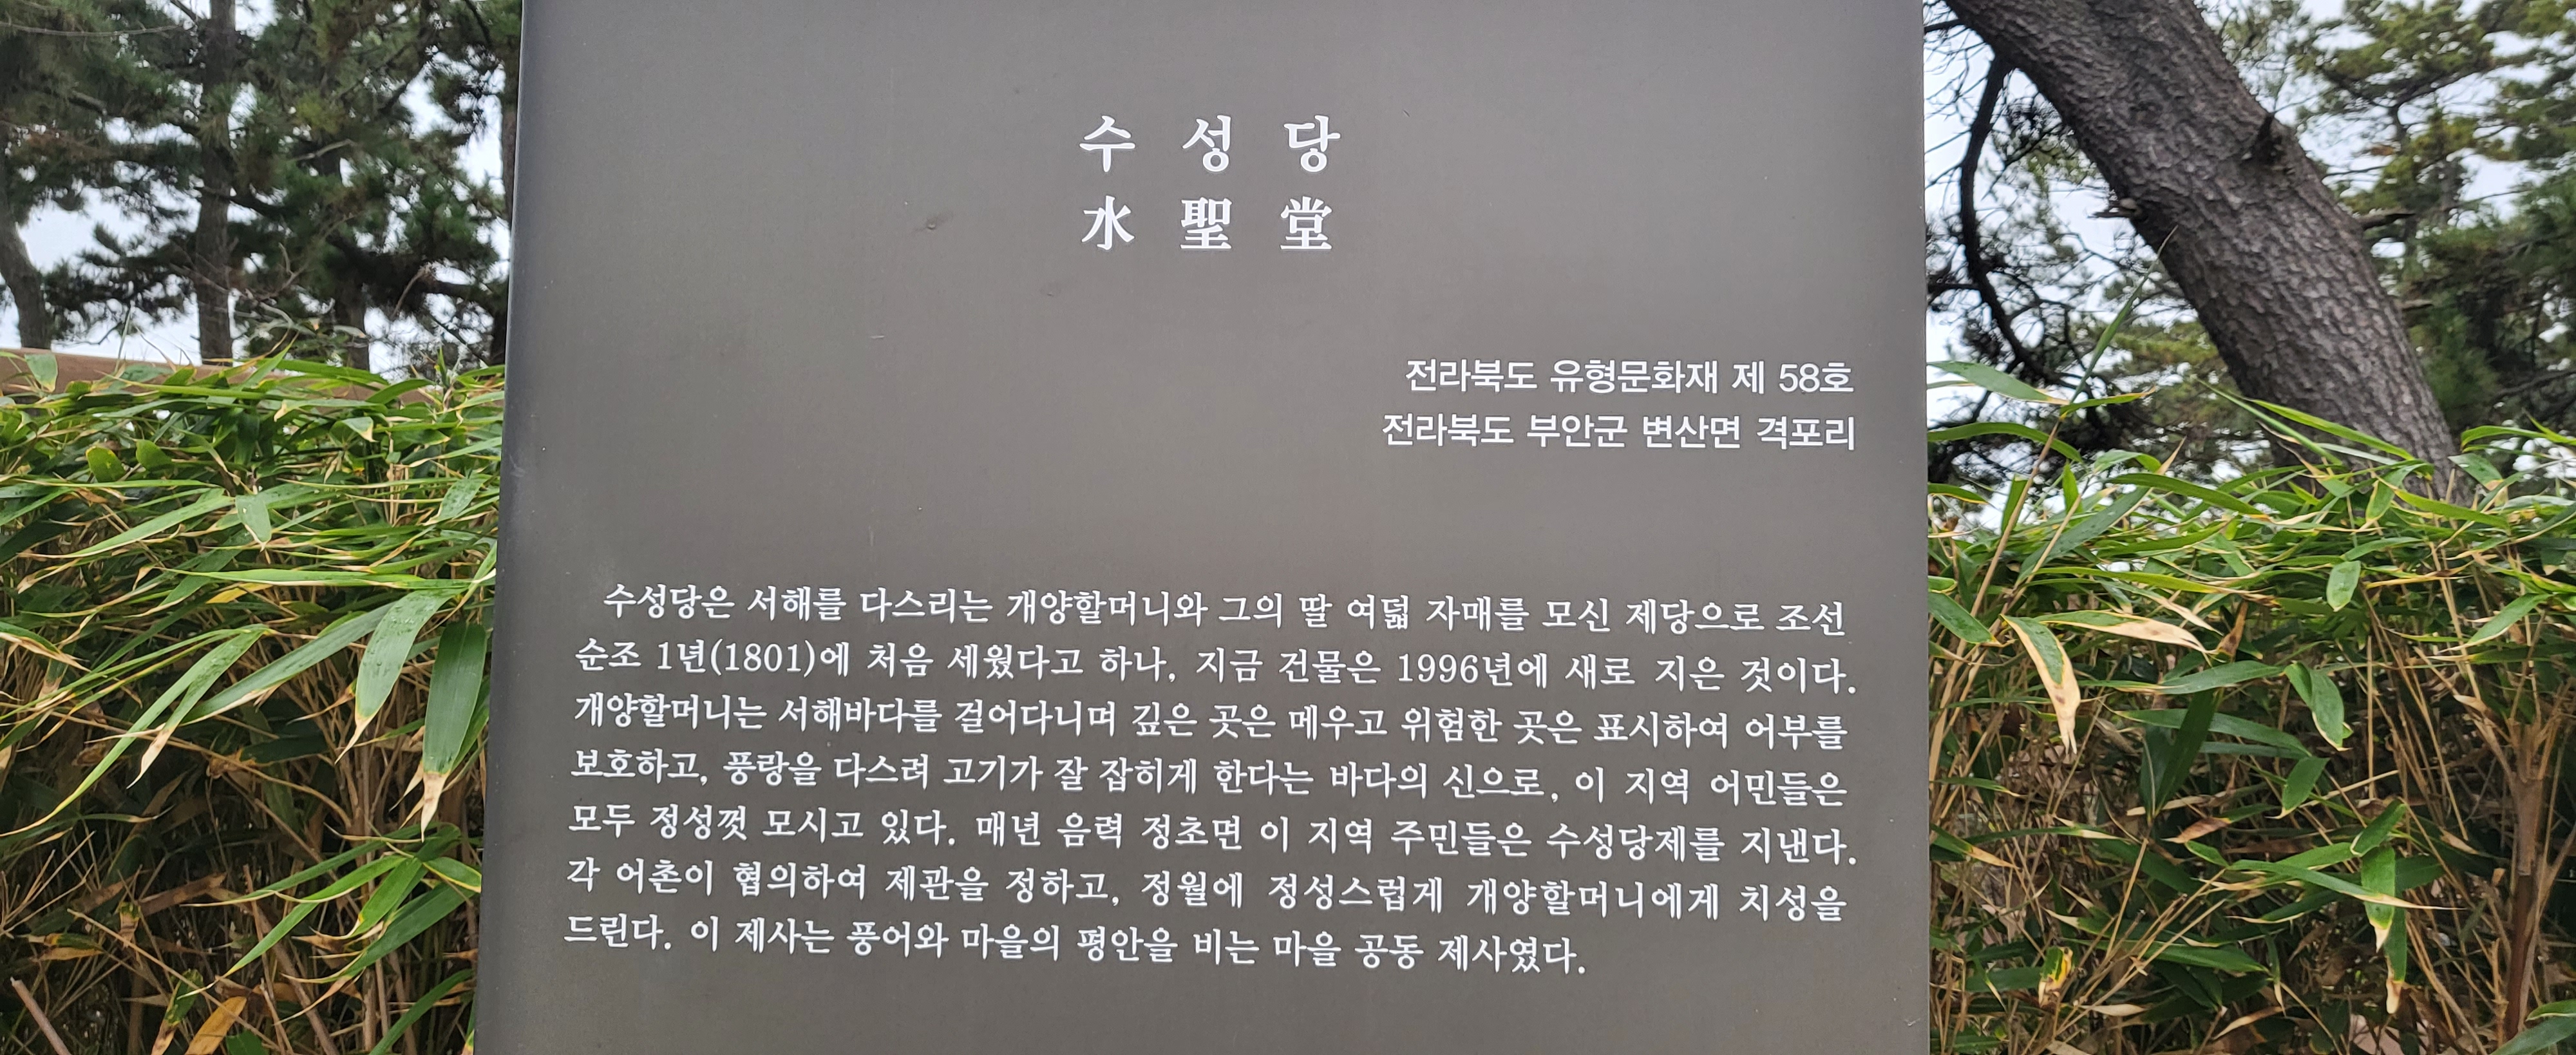 수 성 당
水 聖 堂
전라북도 유형문화재 제 58호
전라북도 부안군 변산면 격포리
수성당은 서해를 다스리는 개양할머니와 그의 딸 여덟 자매를 모신 제당으로 조선
순조 1년(1801)에 처음 세웠다고 하나, 지금 건물은 1996년에 새로 지은 것이다.
개양할머니는 서해바다를 걸어다니며 깊은 곳은 메우고 위험한 곳은 표시하여 어부를
보호하고, 풍랑을 다스려 고기가 잘 잡히게 한다는 바다의 신으로, 이 지역 어민들은
모두 정성껏 모시고 있다. 매년 음력 정초면 이 지역 주민들은 수성당제를 지낸다.
각 어촌이 협의하여 제관을 정하고, 정월에 정성스럽게 개양할머니에게 치성을
드린다. 이 제사는 풍어와 마을의 평안을 비는 마을 공동 제사였다.